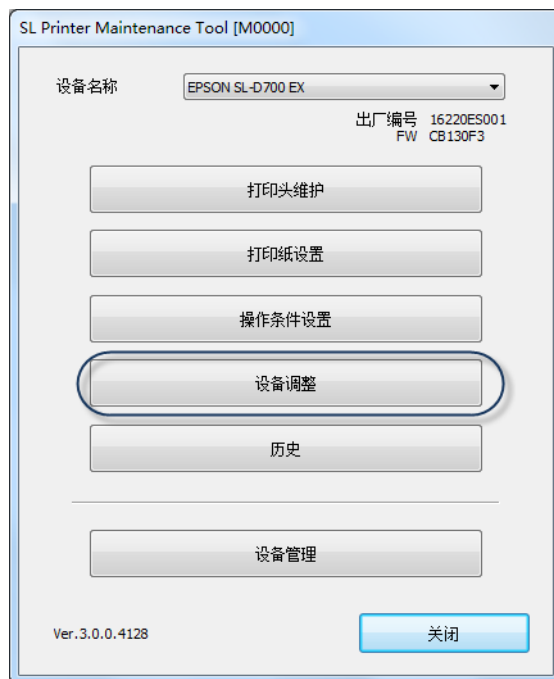 SL Printer Maintenance Tool [M0000]
设备名称 EPSON SL-D700 EX
出厂编号 16220ES001
FW CB130F3
打印头维护
打印纸设置
操作条件设置
设备调整
历史
设备管理
Ver.3.0.0.4128 关闭